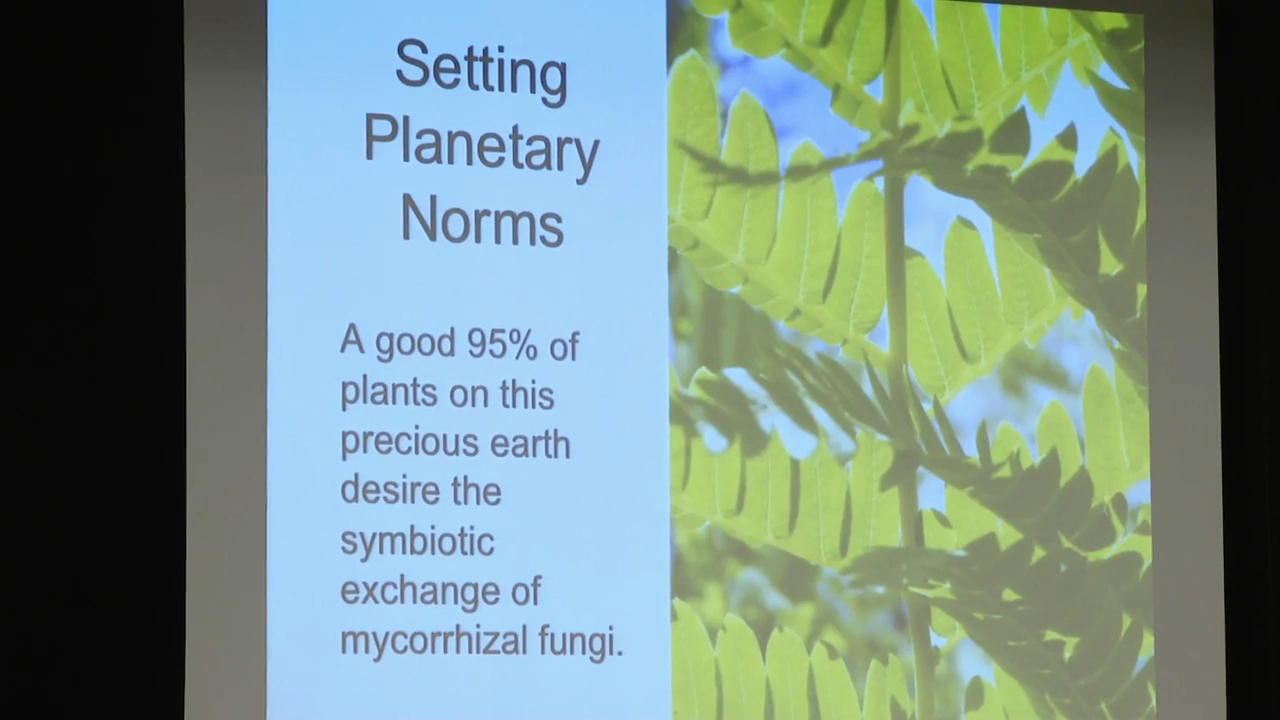 Setting
Planetary
Norms
A good 95% of
plants on this
precious earth
desire the
symbiotic
exchange of
mycorrhizal fungi.